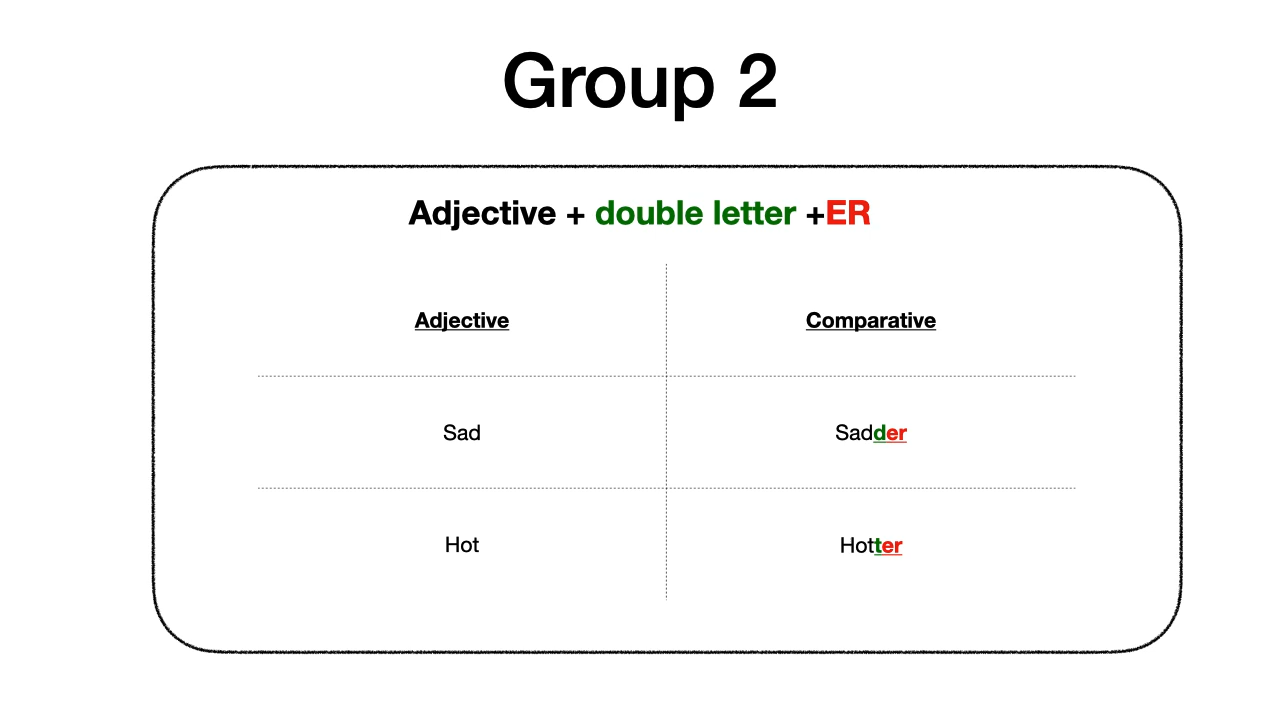 Group 2
Adjective + double letter +ER
Adjective Comparative
Sad Sadder
Hot Hotter